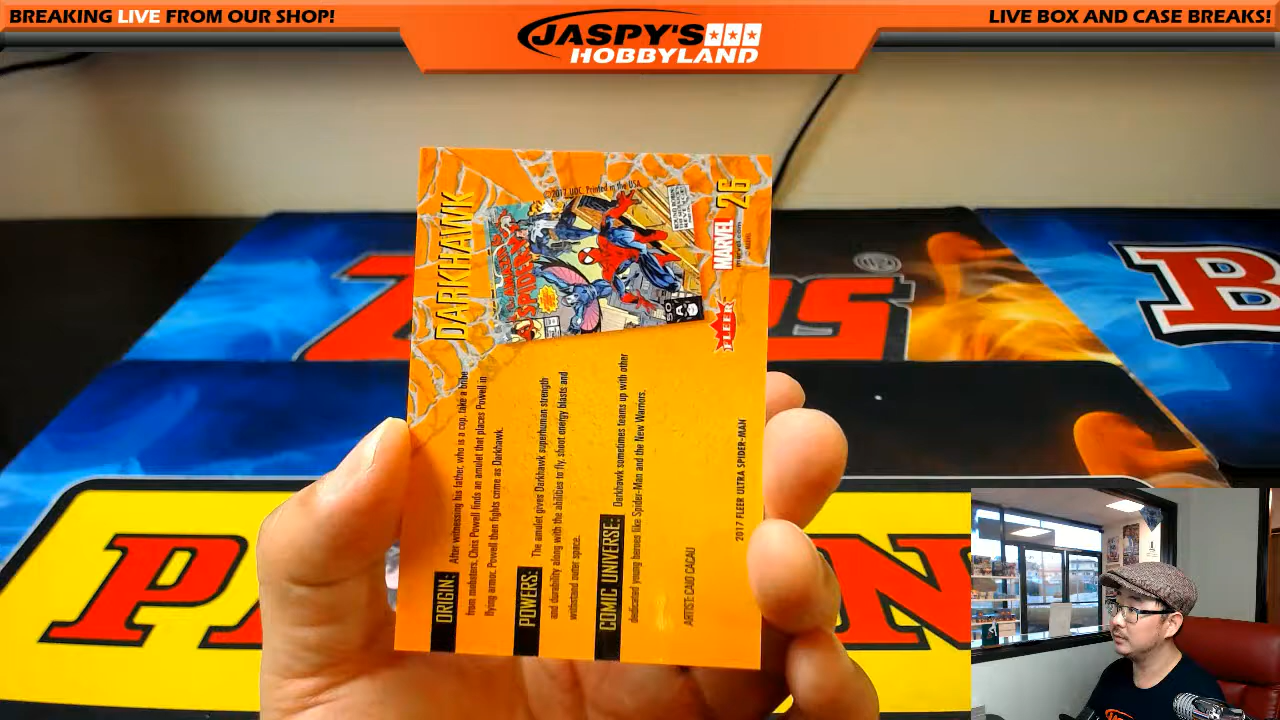 BREAKING LIVE FROM OUR SHOP!
JASPY'S
HOBBYLAND
LIVE BOX AND CASE BREAKS!
DARKHAWK
©2017 UDC. Printed in the USA.
MARVEL
marvel.com
26
FLEER
ORIGIN: After witnessing his father, who is a cop, take a bribe
from mobsters, Chris Powell finds an amulet that places Powell in
flying armor. Powell then fights crime as Darkhawk.
POWERS: The amulet gives Darkhawk superhuman strength
and durability along with the abilities to fly, shoot energy blasts and
withstand outer space.
COMIC UNIVERSE: Darkhawk sometimes teams up with other
dedicated young heroes like Spider-Man and the New Warriors.
ARTIST: CAIO CACAU
2017 FLEER ULTRA SPIDER-MAN
JASPY'S